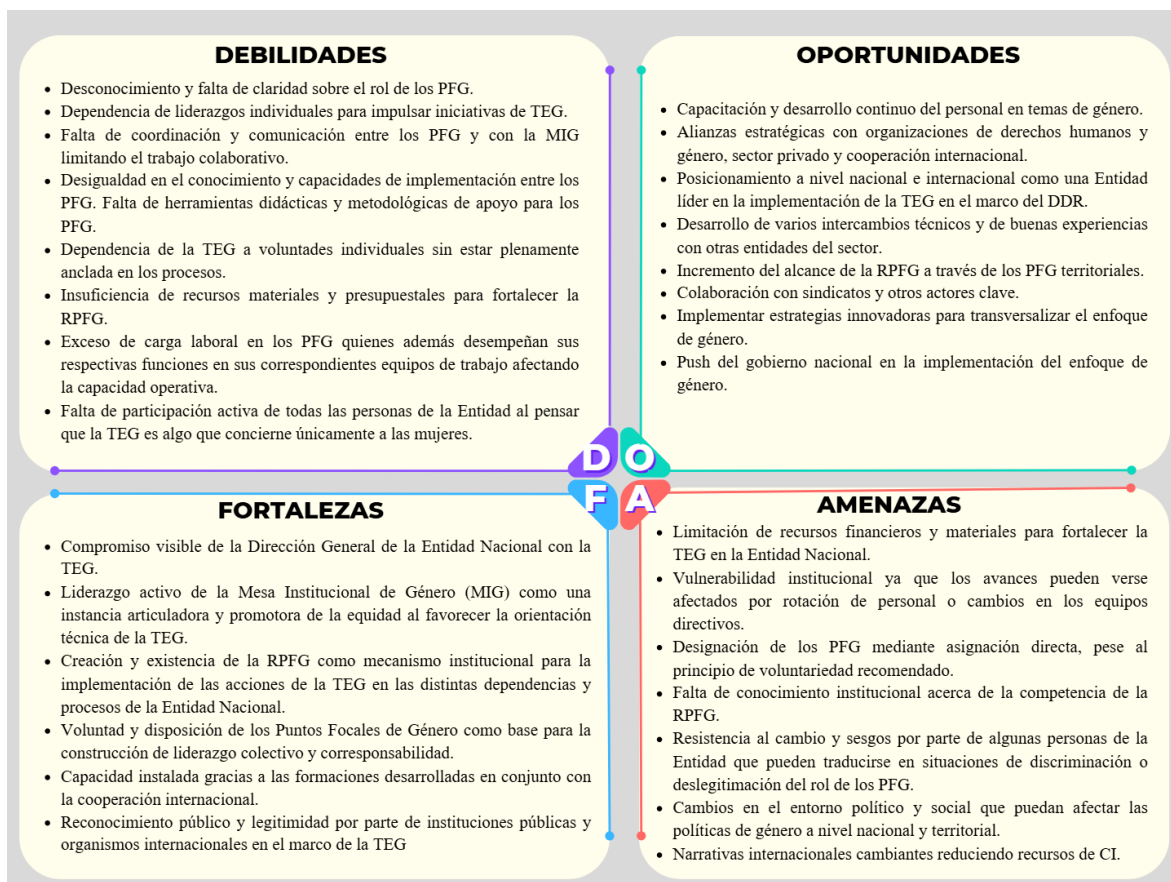 DEBILIDADES
• Desconocimiento y falta de claridad sobre el rol de los PFG.
• Dependencia de liderazgos individuales para impulsar iniciativas de TEG.
• Falta de coordinación y comunicación entre los PFG y con la MIG
limitando el trabajo colaborativo.
• Desigualdad en el conocimiento y capacidades de implementación entre los
PFG. Falta de herramientas didácticas y metodológicas de apoyo para los
PFG.
• Dependencia de la TEG a voluntades individuales sin estar plenamente
anclada en los procesos.
• Insuficiencia de recursos materiales y presupuestales para fortalecer la
RPFG.
• Exceso de carga laboral en los PFG quienes además desempeñan sus
respectivas funciones en sus correspondientes equipos de trabajo afectando
la capacidad operativa.
• Falta de participación activa de todas las personas de la Entidad al pensar
que la TEG es algo que concierne únicamente a las mujeres.
OPORTUNIDADES
• Capacitación y desarrollo continuo del personal en temas de género.
• Alianzas estratégicas con organizaciones de derechos humanos y
género, sector privado y cooperación internacional.
• Posicionamiento a nivel nacional e internacional como una Entidad
líder en la implementación de la TEG en el marco del DDR.
• Desarrollo de varios intercambios técnicos y de buenas experiencias
con otras entidades del sector.
• Incremento del alcance de la RPFG a través de los PFG territoriales.
• Colaboración con sindicatos y otros actores clave.
• Implementar estrategias innovadoras para transversalizar el enfoque
de género.
• Push del gobierno nacional en la implementación del enfoque de
género.
D O
F A
FORTALEZAS
• Compromiso visible de la Dirección General de la Entidad Nacional con la
TEG.
• Liderazgo activo de la Mesa Institucional de Género (MIG) como una
instancia articuladora y promotora de la equidad al favorecer la orientación
técnica de la TEG.
• Creación y existencia de la RPFG como mecanismo institucional para la
implementación de las acciones de la TEG en las distintas dependencias y
procesos de la Entidad Nacional.
• Voluntad y disposición de los Puntos Focales de Género como base para la
construcción de liderazgo colectivo y corresponsabilidad.
• Capacidad instalada gracias a las formaciones desarrolladas en conjunto con
la cooperación internacional.
• Reconocimiento público y legitimidad por parte de instituciones públicas y
organismos internacionales en el marco de la TEG
AMENAZAS
• Limitación de recursos financieros y materiales para fortalecer la
TEG en la Entidad Nacional.
• Vulnerabilidad institucional ya que los avances pueden verse
afectados por rotación de personal o cambios en los equipos
directivos.
• Designación de los PFG mediante asignación directa, pese al
principio de voluntariedad recomendado.
• Falta de conocimiento institucional acerca de la competencia de la
RPFG.
• Resistencia al cambio y sesgos por parte de algunas personas de la
Entidad que pueden traducirse en situaciones de discriminación o
deslegitimación del rol de los PFG.
• Cambios en el entorno político y social que puedan afectar las
políticas de género a nivel nacional y territorial.
• Narrativas internacionales cambiantes reduciendo recursos de CI.